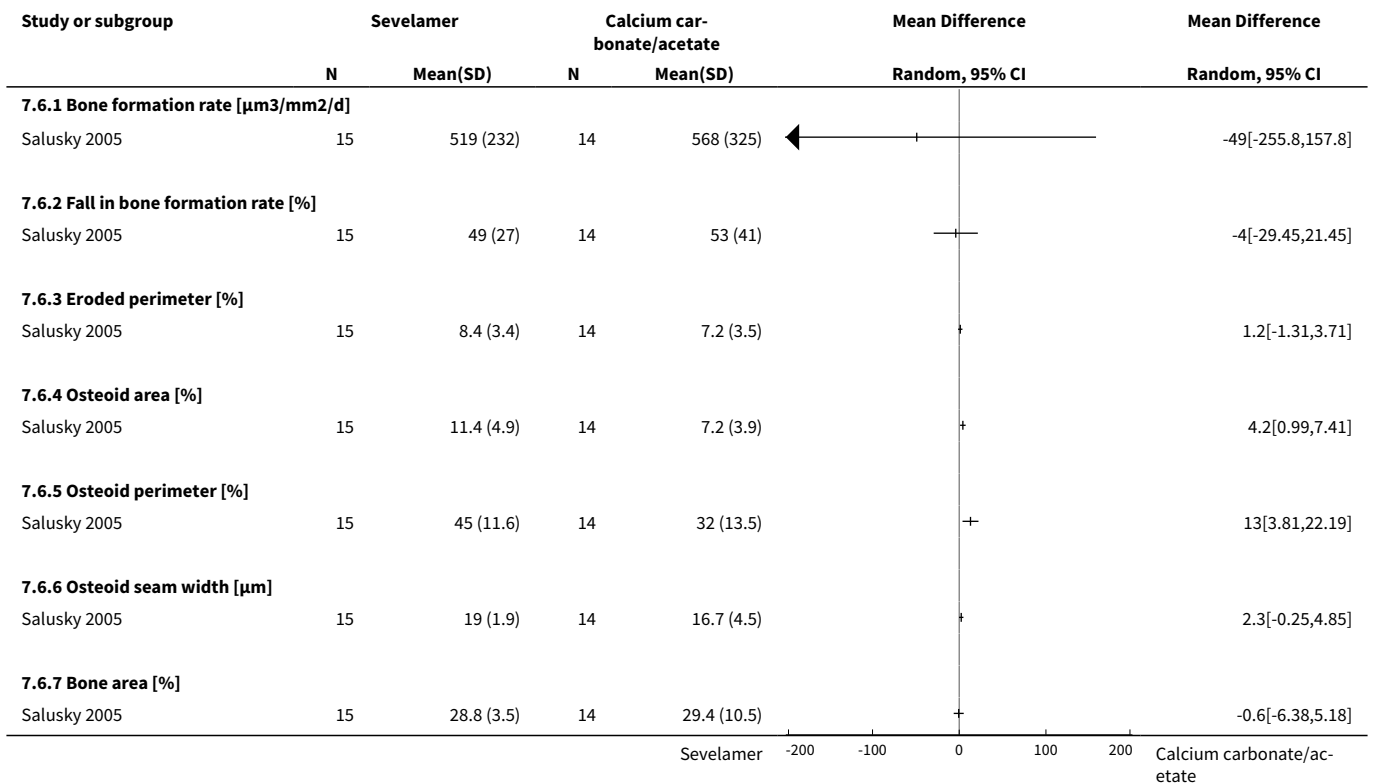 Study or subgroup Sevelamer Calcium car- Mean Difference Mean Difference
bonate/acetate
N Mean(SD) N Mean(SD) Random, 95% CI Random, 95% CI
7.6.1 Bone formation rate [µm3/mm2/d]
Salusky 2005 15 519 (232) 14 568 (325) -49[-255.8,157.8]
7.6.2 Fall in bone formation rate [%]
Salusky 2005 15 49 (27) 14 53 (41) -4[-29.45,21.45]
7.6.3 Eroded perimeter [%]
Salusky 2005 15 8.4 (3.4) 14 7.2 (3.5) 1.2[-1.31,3.71]
7.6.4 Osteoid area [%]
Salusky 2005 15 11.4 (4.9) 14 7.2 (3.9) 4.2[0.99,7.41]
7.6.5 Osteoid perimeter [%]
Salusky 2005 15 45 (11.6) 14 32 (13.5) 13[3.81,22.19]
7.6.6 Osteoid seam width [µm]
Salusky 2005 15 19 (1.9) 14 16.7 (4.5) 2.3[-0.25,4.85]
7.6.7 Bone area [%]
Salusky 2005 15 28.8 (3.5) 14 29.4 (10.5) -0.6[-6.38,5.18]
Sevelamer -200 -100 0 100 200 Calcium carbonate/ac-
etate